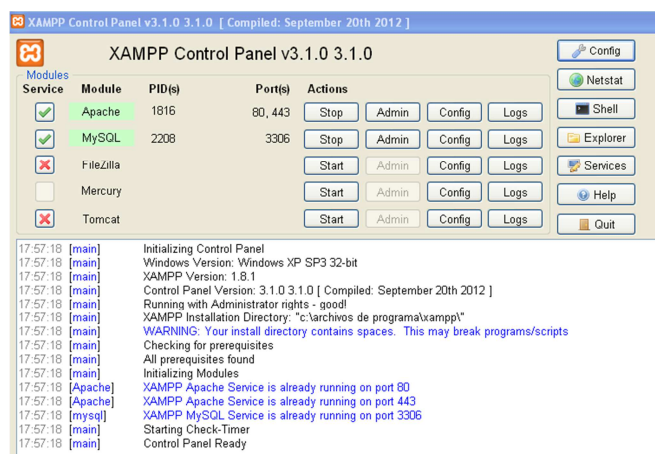 XAMPP Control Panel v3.1.0 3.1.0 [ Compiled: September 20th 2012 ]
XAMPP Control Panel v3.1.0 3.1.0
Config
Modules
Service Module PID(s) Port(s) Actions
Netstat
Apache 1816 80, 443 Stop Admin Config Logs
Shell
MySQL 2208 3306 Stop Admin Config Logs
Explorer
FileZilla Start Admin Config Logs
Services
Mercury Start Admin Config Logs
Help
Tomcat Start Admin Config Logs
Quit
17:57:18 [main] Initializing Control Panel
17:57:18 [main] Windows Version: Windows XP SP3 32-bit
17:57:18 [main] XAMPP Version: 1.8.1
17:57:18 [main] Control Panel Version: 3.1.0 3.1.0 [ Compiled: September 20th 2012 ]
17:57:18 [main] Running with Administrator rights - good!
17:57:18 [main] XAMPP Installation Directory: "c:\archivos de programa\xampp\"
17:57:18 [main] WARNING: Your install directory contains spaces. This may break programs/scripts
17:57:18 [main] Checking for prerequisites
17:57:18 [main] All prerequisites found
17:57:18 [main] Initializing Modules
17:57:18 [Apache] XAMPP Apache Service is already running on port 80
17:57:18 [Apache] XAMPP Apache Service is already running on port 443
17:57:18 [mysql] XAMPP MySQL Service is already running on port 3306
17:57:18 [main] Starting Check-Timer
17:57:18 [main] Control Panel Ready